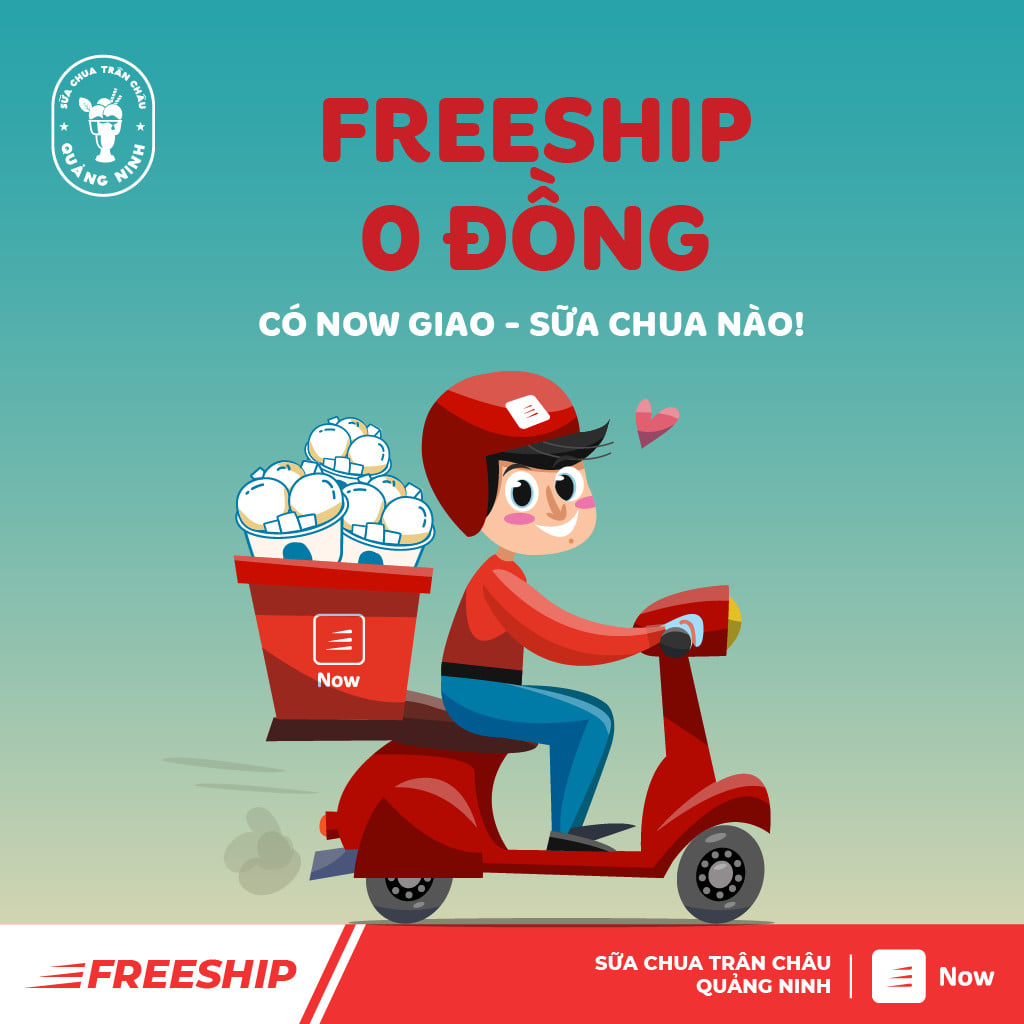 SỮA CHUA TRÂN CHÂU
QUẢNG NINH
FREESHIP
0 ĐỒNG
CÓ NOW GIAO - SỮA CHUA NÀO!
Now
FREESHIP
SỮA CHUA TRÂN CHÂU
QUẢNG NINH
Now